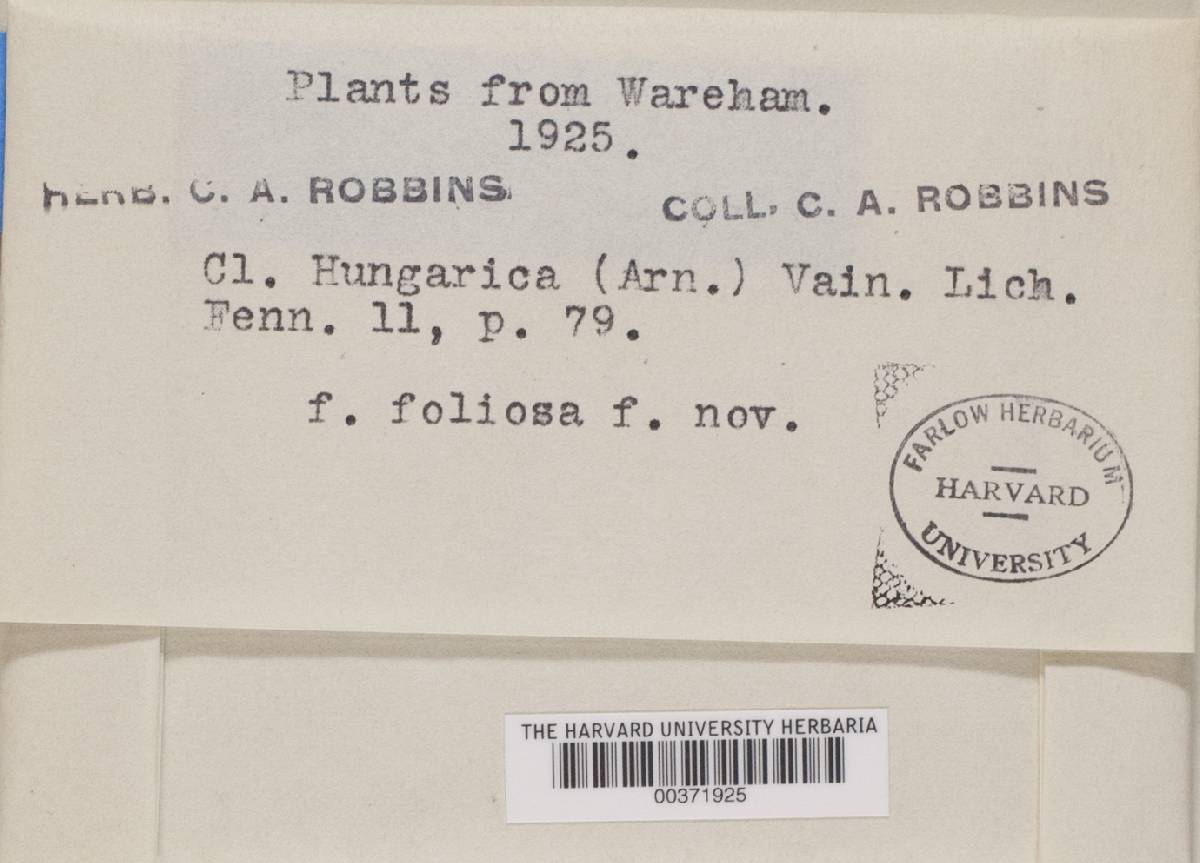 Plants from Wareham.
1925.
HERB. C. A. ROBBINS.
COLL. C. A. ROBBINS
Cl. Hungarica (Arn.) Vain. Lich.
Fenn. 11, p. 79.
f. foliosa f. nov.
FARLOW HERBARIUM
HARVARD
UNIVERSITY
THE HARVARD UNIVERSITY HERBARIA
00371925